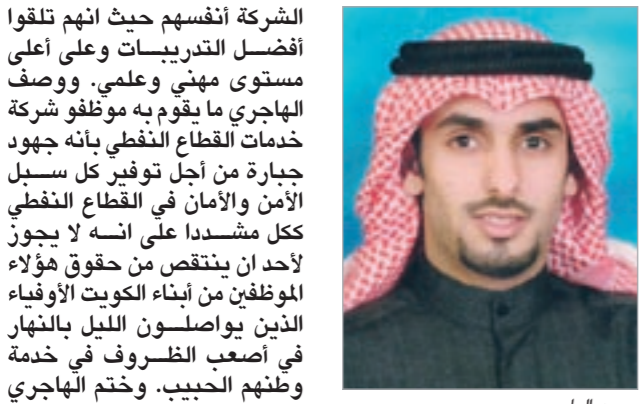 الشركة أنفسهم حيث انهم تلقوا
أفضل التدريبات وعلى أعلى
مستوى مهني وعلمي. ووصف
الهاجري ما يقوم به موظفو شركة
خدمات القطاع النفطي بأنه جهود
جبارة من أجل توفير كل سبل
الأمن والأمان في القطاع النفطي
ككل مشددا على انه لا يجوز
لأحد ان ينتقص من حقوق هؤلاء
الموظفين من أبناء الكويت الأوفياء
الذين يواصلون الليل بالنهار
في أصعب الظروف في خدمة
وطنهم الحبيب. وختم الهاجري